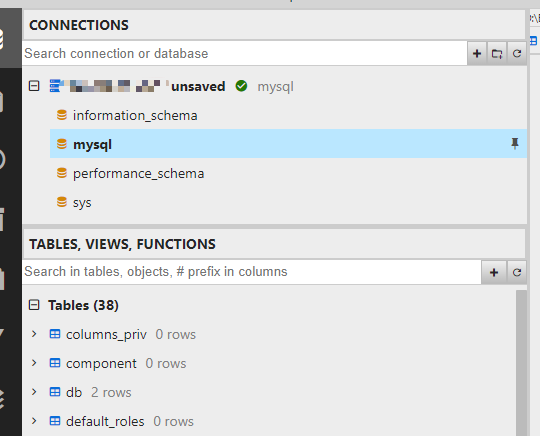 CONNECTIONS
Search connection or database
unsaved mysql
information_schema
mysql
performance_schema
sys
TABLES, VIEWS, FUNCTIONS
Search in tables, objects, # prefix in columns
Tables (38)
columns_priv 0 rows
component 0 rows
db 2 rows
default_roles 0 rows